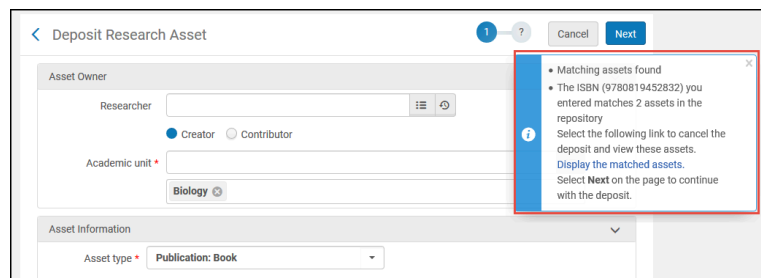 Deposit Research Asset
1
?
Cancel
Next
Asset Owner
Researcher
Creator
Contributor
Academic unit *
Biology
Asset Information
Asset type * Publication: Book
• Matching assets found
• The ISBN (9780819452832) you
entered matches 2 assets in the
repository
Select the following link to cancel the
deposit and view these assets.
Display the matched assets.
Select Next on the page to continue
with the deposit.